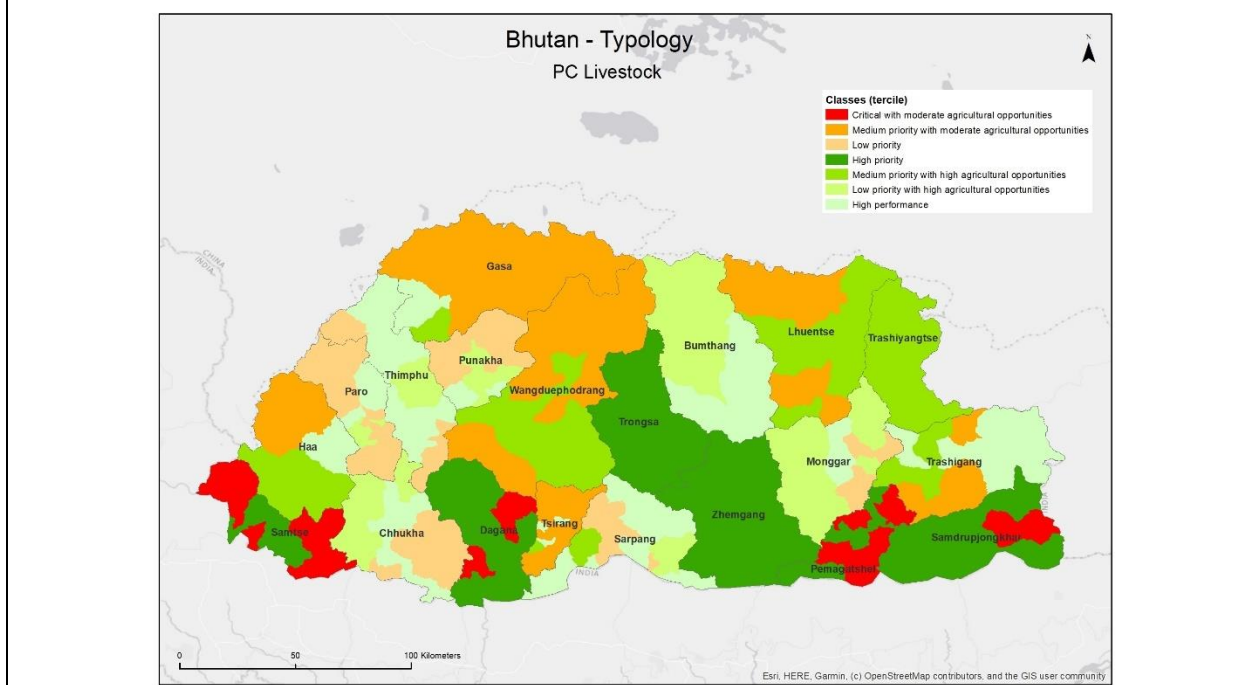 Bhutan - Typology
PC Livestock
N
Classes (tercile)
Critical with moderate agricultural opportunities
Medium priority with moderate agricultural opportunities
Low priority
High priority
Medium priority with high agricultural opportunities
Low priority with high agricultural opportunities
High performance
CHINA
INDIA
Gasa
Lhuentse
Trashiyangtse
Bumthang
Punakha
Thimphu
Paro
Wangduephodrang
Trongsa
Haa
Monggar
Trashigang
INDIA
Zhemgang
Samtse
Chhukha
Dagana
Tsirang
Sarpang
Samdrupjongkhar
Pemagatshel
INDIA
0 50 100 Kilometers
Esri, HERE, Garmin, (c) OpenStreetMap contributors, and the GIS user community